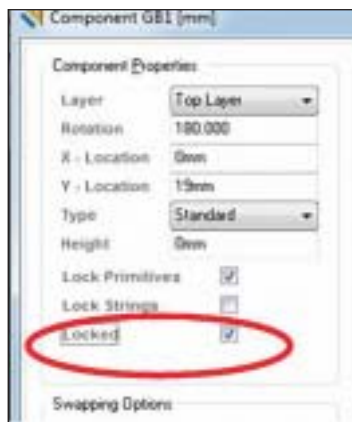 Component GB1 [mm]
Component Properties
Layer Top Layer
Rotation 180.000
X - Location 0mm
Y - Location 19mm
Type Standard
Height 0mm
Lock Primitives
Lock Strings
Locked
Swapping Options